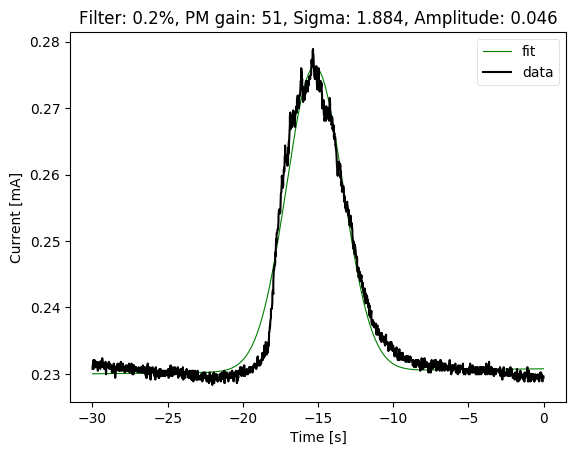 Filter: 0.2%, PM gain: 51, Sigma: 1.884, Amplitude: 0.046
fit
data
0.28
0.27
0.26
0.25
0.24
0.23
Current [mA]
−30
−25
−20
−15
−10
−5
0
Time [s]